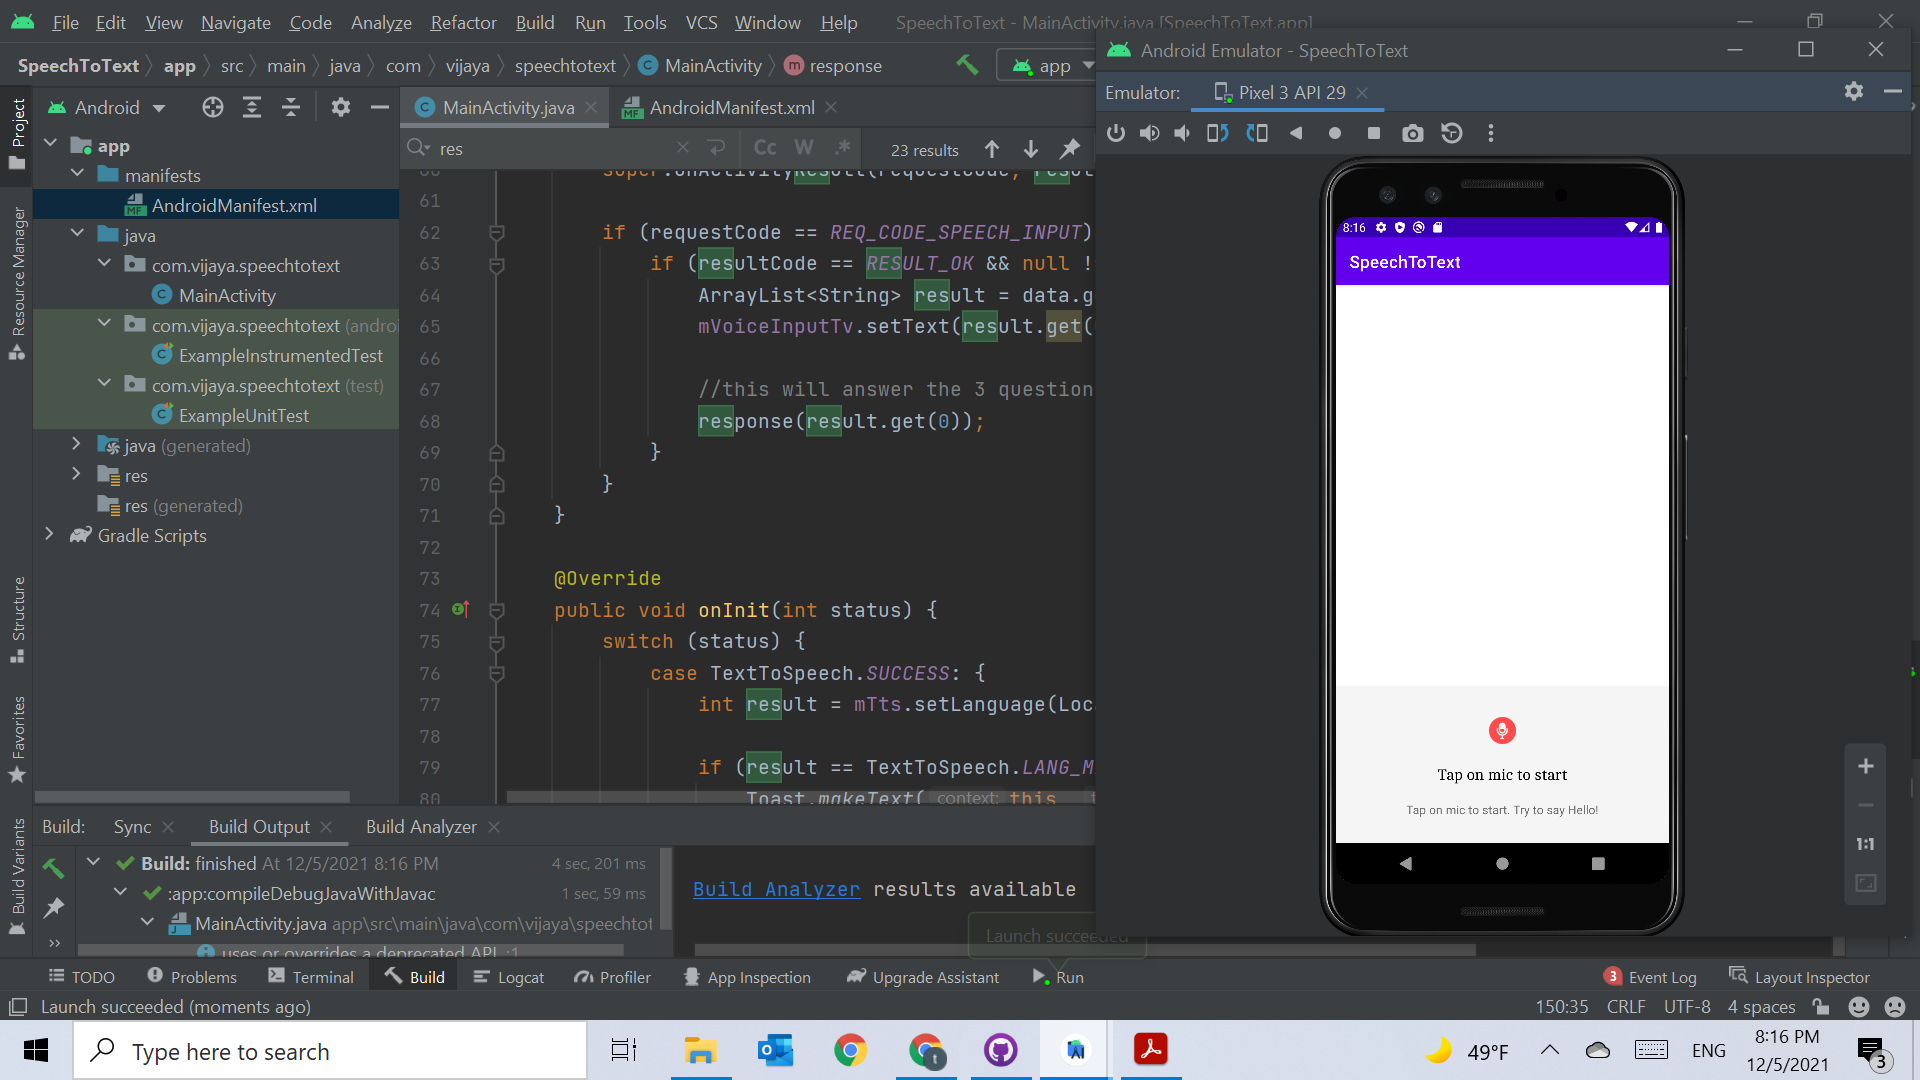 File Edit View Navigate Code Analyze Refactor Build Run Tools VCS Window Help SpeechToText - MainActivity.java [SpeechToText.app]
SpeechToText app src main java com vijaya speechtotext MainActivity response app
Android
MainActivity.java AndroidManifest.xml
res Cc W .* 23 results
Project
Resource Manager
Structure
Favorites
Build Variants
app
manifests
AndroidManifest.xml
java
com.vijaya.speechtotext
MainActivity
com.vijaya.speechtotext (androi
ExampleInstrumentedTest
com.vijaya.speechtotext (test)
ExampleUnitTest
java (generated)
res
res (generated)
Gradle Scripts
60 super.onActivityResult(requestCode, resul
61
62 if (requestCode == REQ_CODE_SPEECH_INPUT)
63 if (resultCode == RESULT_OK && null !
64 ArrayList<String> result = data.g
65 mVoiceInputTv.setText(result.get(
66
67 //this will answer the 3 question
68 response(result.get(0));
69 }
70 }
71 }
72
73 @Override
74 public void onInit(int status) {
75 switch (status) {
76 case TextToSpeech.SUCCESS: {
77 int result = mTts.setLanguage(Loc
78
79 if (result == TextToSpeech.LANG_M
80 Toast.makeText( context: this
Android Emulator - SpeechToText
Emulator: Pixel 3 API 29
8:16
SpeechToText
Tap on mic to start
Tap on mic to start. Try to say Hello!
1:1
Build: Sync Build Output Build Analyzer
Build: finished At 12/5/2021 8:16 PM 4 sec, 201 ms
:app:compileDebugJavaWithJavac 1 sec, 59 ms
MainActivity.java app\src\main\java\com\vijaya\speechtot
uses or overrides a deprecated API. :1
Build Analyzer results available
Launch succeeded
TODO Problems Terminal Build Logcat Profiler App Inspection Upgrade Assistant Run 3 Event Log Layout Inspector
Launch succeeded (moments ago) 150:35 CRLF UTF-8 4 spaces
Type here to search
49°F ENG
8:16 PM
12/5/2021
3